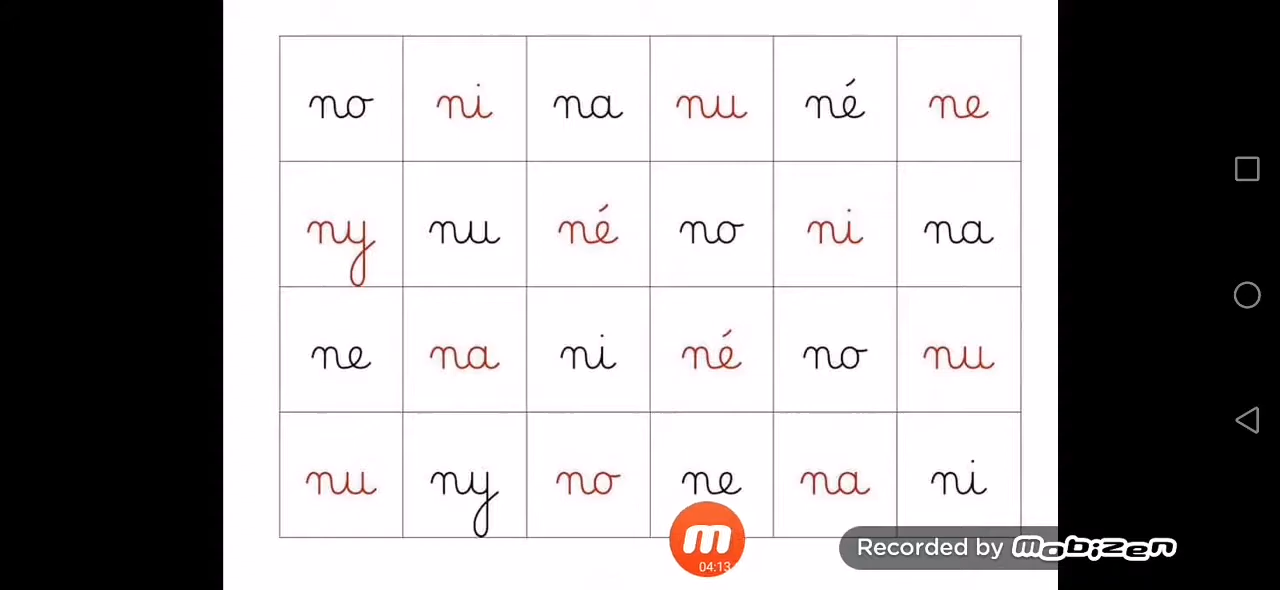 no ni na nu né ne
ny nu né no ni na
ne na ni né no nu
nu ny no ne na ni
04:13
Recorded by mobizen